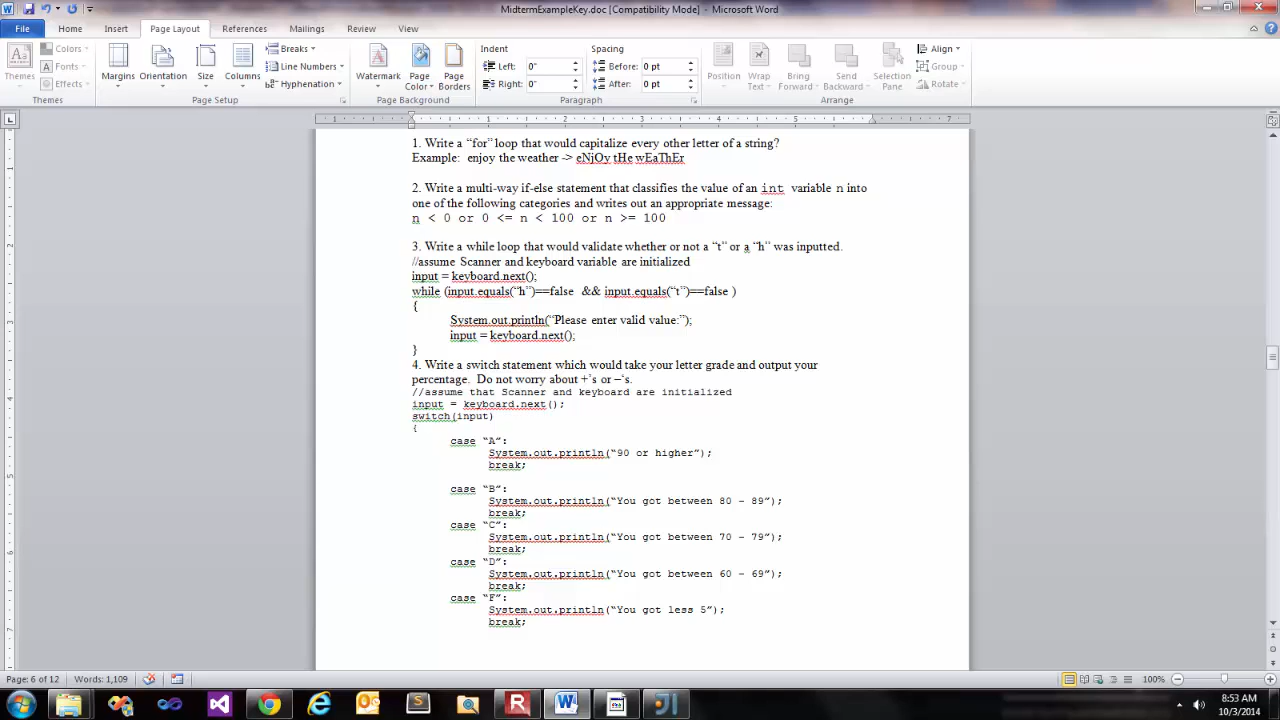 MidtermExampleKey.doc [Compatibility Mode] - Microsoft Word
File Home Insert Page Layout References Mailings Review View
Themes
Colors
Fonts
Effects
Themes
Margins Orientation Size Columns
Breaks
Line Numbers
Hyphenation
Page Setup
Watermark Page Color Page Borders
Page Background
Indent Spacing
Left: 0" Before: 0 pt
Right: 0" After: 0 pt
Paragraph
Position Wrap Text Bring Forward Send Backward Selection Pane
Align
Group
Rotate
Arrange
1. Write a “for” loop that would capitalize every other letter of a string?
Example: enjoy the weather -> eNjOy tHe wEaThEr
2. Write a multi-way if-else statement that classifies the value of an int variable n into
one of the following categories and writes out an appropriate message:
n < 0 or 0 <= n < 100 or n >= 100
3. Write a while loop that would validate whether or not a “t” or a “h” was inputted.
//assume Scanner and keyboard variable are initialized
input = keyboard.next();
while (input.equals(“h”)==false && input.equals(“t”)==false )
{
System.out.println(“Please enter valid value:”);
input = keyboard.next();
}
4. Write a switch statement which would take your letter grade and output your
percentage. Do not worry about +’s or –‘s.
//assume that Scanner and keyboard are initialized
input = keyboard.next();
switch(input)
{
case “A”:
System.out.println(“90 or higher”);
break;
case “B”:
System.out.println(“You got between 80 – 89”);
break;
case “C”:
System.out.println(“You got between 70 – 79”);
break;
case “D”:
System.out.println(“You got between 60 – 69”);
break;
case “F”:
System.out.println(“You got less 5”);
break;
Page: 6 of 12 Words: 1,109 100%
8:53 AM
10/3/2014